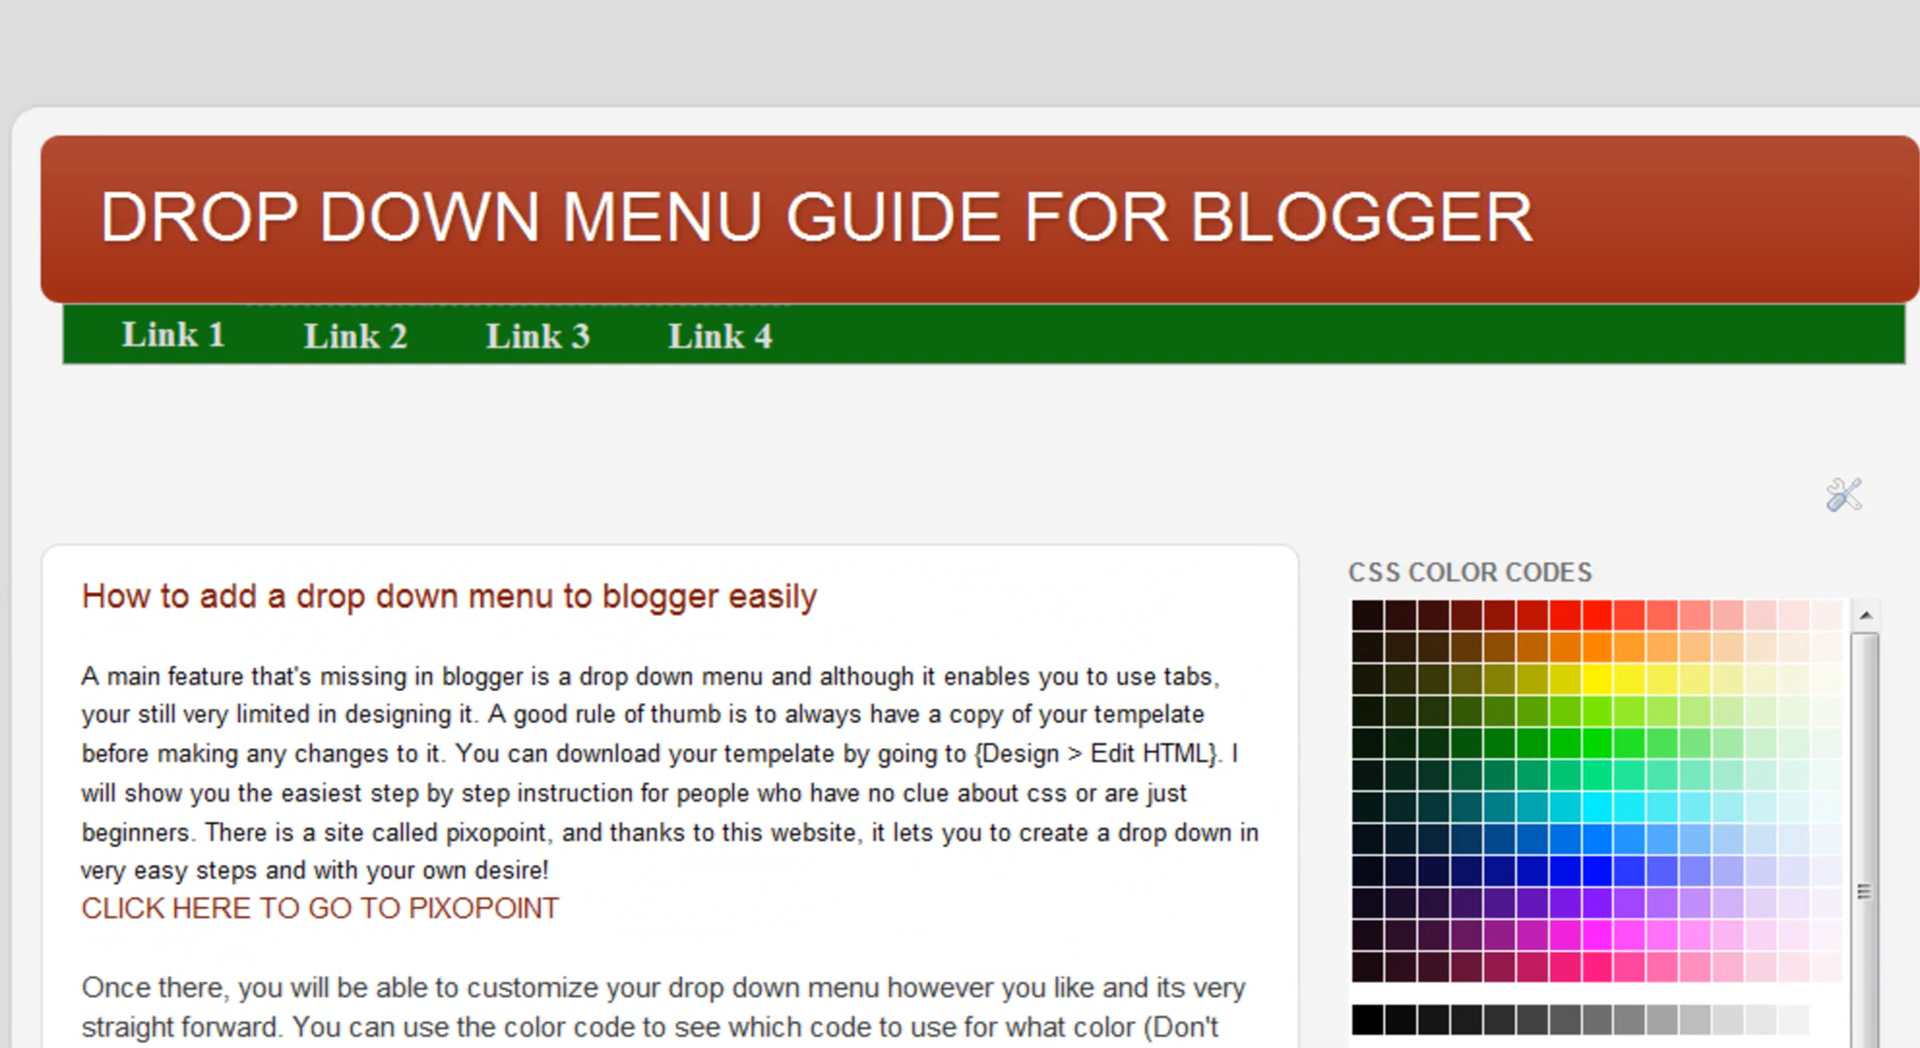 DROP DOWN MENU GUIDE FOR BLOGGER
Link 1 Link 2 Link 3 Link 4
How to add a drop down menu to blogger easily
CSS COLOR CODES
A main feature that's missing in blogger is a drop down menu and although it enables you to use tabs,
your still very limited in designing it. A good rule of thumb is to always have a copy of your tempelate
before making any changes to it. You can download your tempelate by going to {Design > Edit HTML}. I
will show you the easiest step by step instruction for people who have no clue about css or are just
beginners. There is a site called pixopoint, and thanks to this website, it lets you to create a drop down in
very easy steps and with your own desire!
CLICK HERE TO GO TO PIXOPOINT
Once there, you will be able to customize your drop down menu however you like and its very
straight forward. You can use the color code to see which code to use for what color (Don't